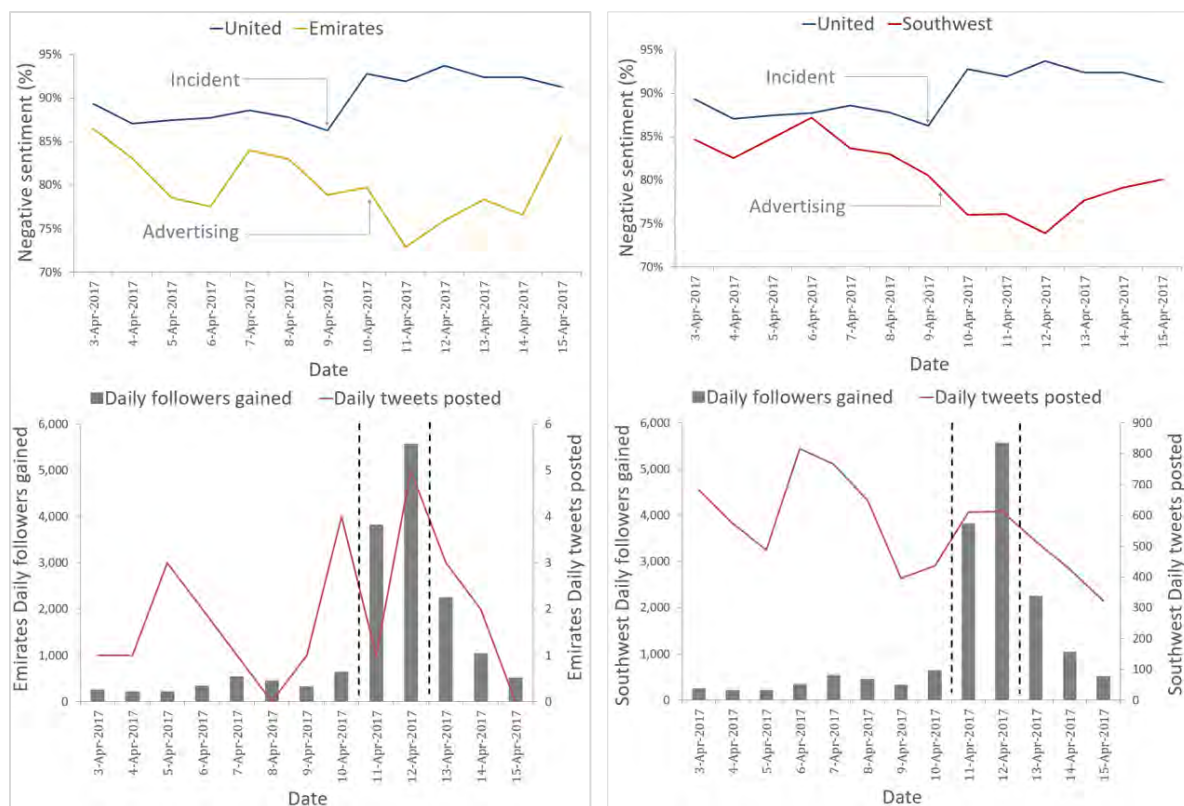 United Emirates
Negative sentiment (%)
95%
90%
85%
80%
75%
70%
Incident
Advertising
3-Apr-2017
4-Apr-2017
5-Apr-2017
6-Apr-2017
7-Apr-2017
8-Apr-2017
9-Apr-2017
10-Apr-2017
11-Apr-2017
12-Apr-2017
13-Apr-2017
14-Apr-2017
15-Apr-2017
Date
Daily followers gained Daily tweets posted
Emirates Daily followers gained
6,000
5,000
4,000
3,000
2,000
1,000
0
6
5
4
3
2
1
0
Emirates Daily tweets posted
3-Apr-2017
4-Apr-2017
5-Apr-2017
6-Apr-2017
7-Apr-2017
8-Apr-2017
9-Apr-2017
10-Apr-2017
11-Apr-2017
12-Apr-2017
13-Apr-2017
14-Apr-2017
15-Apr-2017
Date
United Southwest
Negative sentiment (%)
95%
90%
85%
80%
75%
70%
Incident
Advertising
3-Apr-2017
4-Apr-2017
5-Apr-2017
6-Apr-2017
7-Apr-2017
8-Apr-2017
9-Apr-2017
10-Apr-2017
11-Apr-2017
12-Apr-2017
13-Apr-2017
14-Apr-2017
15-Apr-2017
Date
Daily followers gained Daily tweets posted
Southwest Daily followers gained
6,000
5,000
4,000
3,000
2,000
1,000
0
900
800
700
600
500
400
300
200
100
0
Southwest Daily tweets posted
3-Apr-2017
4-Apr-2017
5-Apr-2017
6-Apr-2017
7-Apr-2017
8-Apr-2017
9-Apr-2017
10-Apr-2017
11-Apr-2017
12-Apr-2017
13-Apr-2017
14-Apr-2017
15-Apr-2017
Date